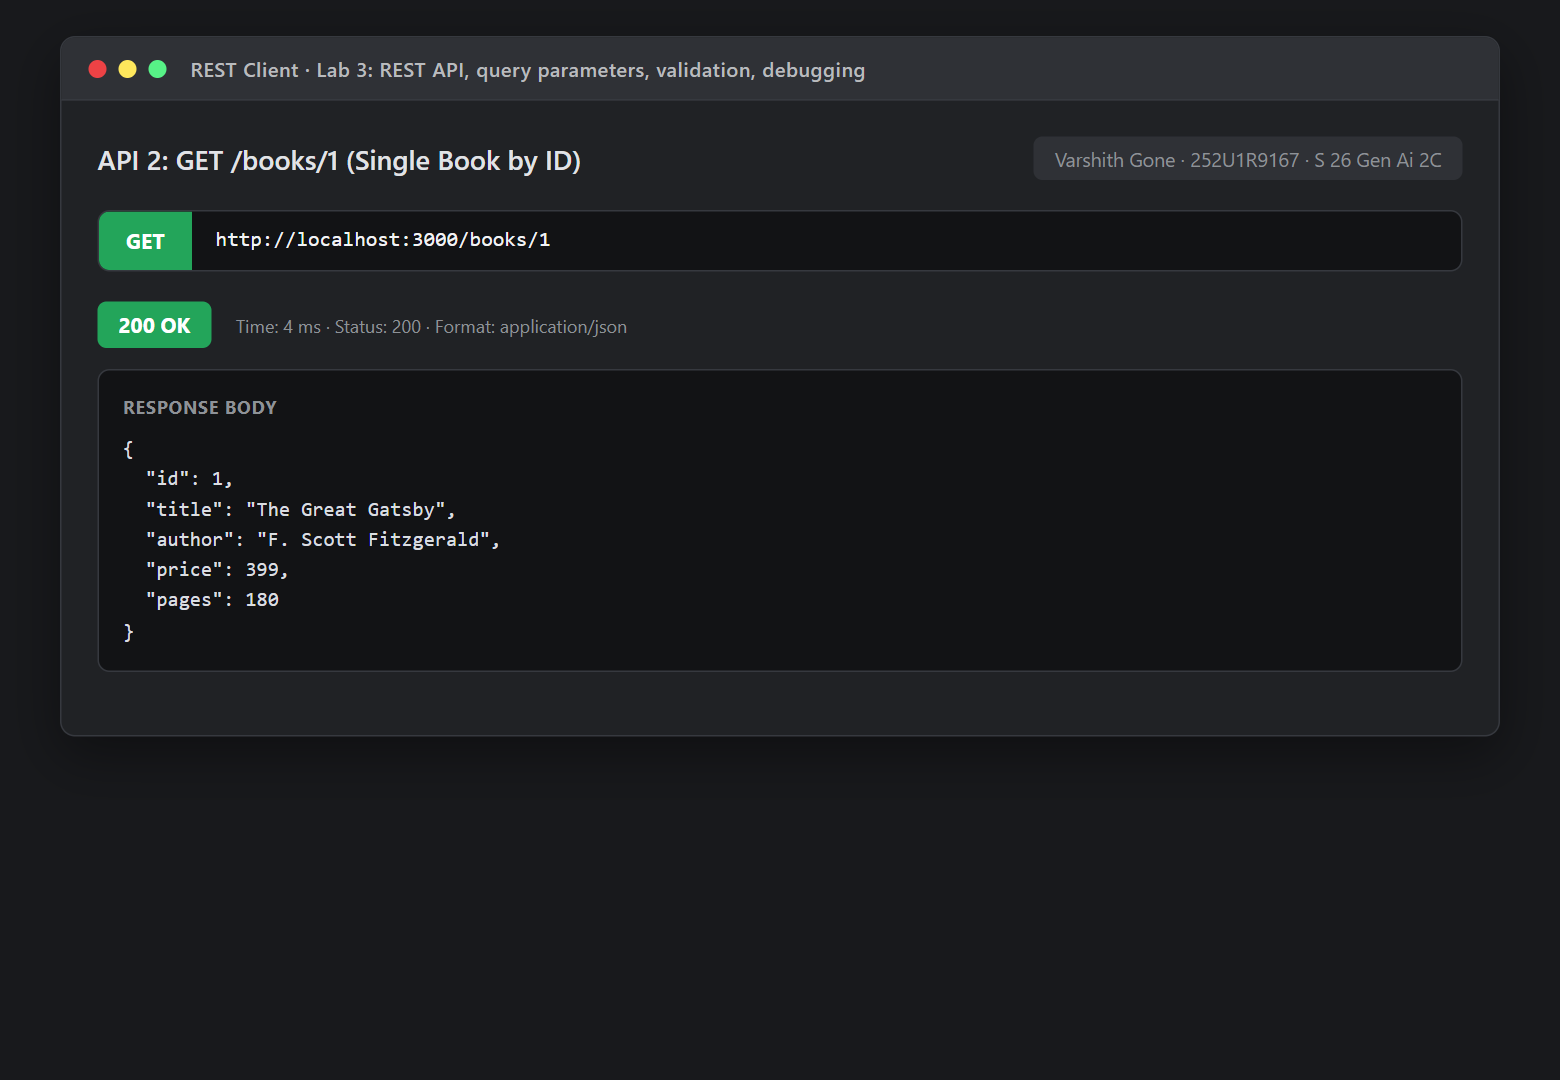 REST Client · Lab 3: REST API, query parameters, validation, debugging
API 2: GET /books/1 (Single Book by ID)
Varshith Gone · 252U1R9167 · S 26 Gen Ai 2C
GET http://localhost:3000/books/1
200 OK Time: 4 ms · Status: 200 · Format: application/json
RESPONSE BODY
{
  "id": 1,
  "title": "The Great Gatsby",
  "author": "F. Scott Fitzgerald",
  "price": 399,
  "pages": 180
}